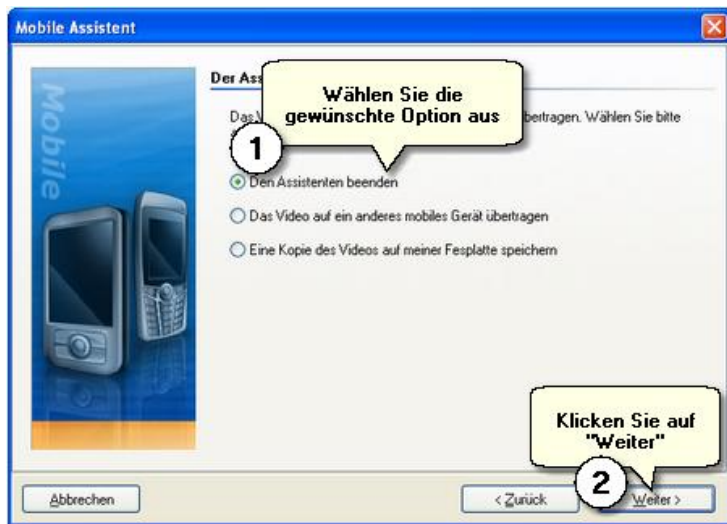 Mobile Assistent
Mobile
Der Ass
Wählen Sie die
gewünschte Option aus
Das V bertragen. Wählen Sie bitte
1
Den Assistenten beenden
Das Video auf ein anderes mobiles Gerät übertragen
Eine Kopie des Videos auf meiner Fesplatte speichern
Klicken Sie auf
"Weiter"
2
Abbrechen
< Zurück
Weiter >